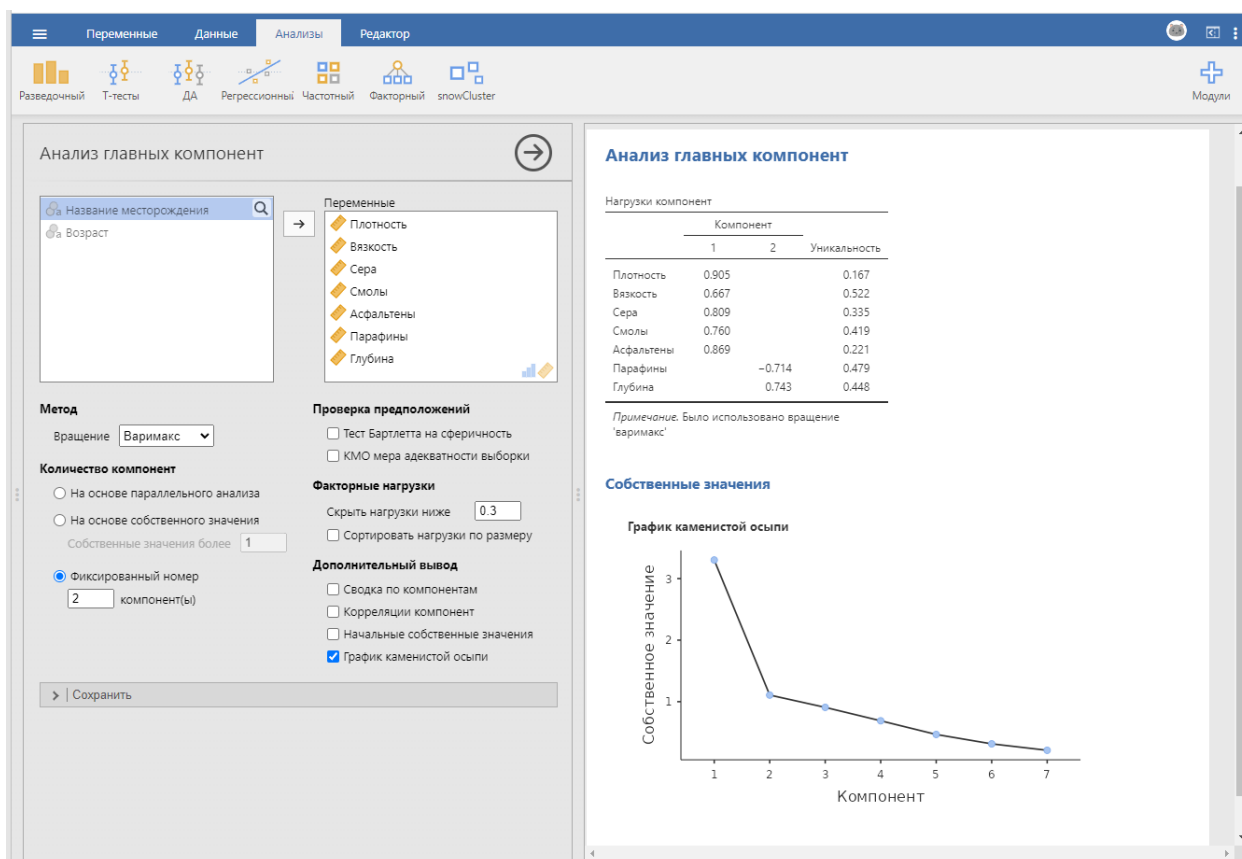 Переменные Данные Анализы Редактор
Разведочный Т-тесты ДА Регрессионный Частотный Факторный snowCluster Модули
Анализ главных компонент
Название месторождения
Возраст
Переменные
Плотность
Вязкость
Сера
Смолы
Асфальтены
Парафины
Глубина
Метод
Вращение Варимакс
Количество компонент
На основе параллельного анализа
На основе собственного значения
Собственные значения более 1
Фиксированный номер
2 компонент(ы)
Проверка предположений
Тест Бартлетта на сферичность
КМО мера адекватности выборки
Факторные нагрузки
Скрыть нагрузки ниже 0.3
Сортировать нагрузки по размеру
Дополнительный вывод
Сводка по компонентам
Корреляции компонент
Начальные собственные значения
График каменистой осыпи
Сохранить
Анализ главных компонент
Нагрузки компонент
Компонент
1 2 Уникальность
Плотность 0.905 0.167
Вязкость 0.667 0.522
Сера 0.809 0.335
Смолы 0.760 0.419
Асфальтены 0.869 0.221
Парафины −0.714 0.479
Глубина 0.743 0.448
Примечание. Было использовано вращение
'варимакс'
Собственные значения
График каменистой осыпи
Собственное значение
3
2
1
1 2 3 4 5 6 7
Компонент